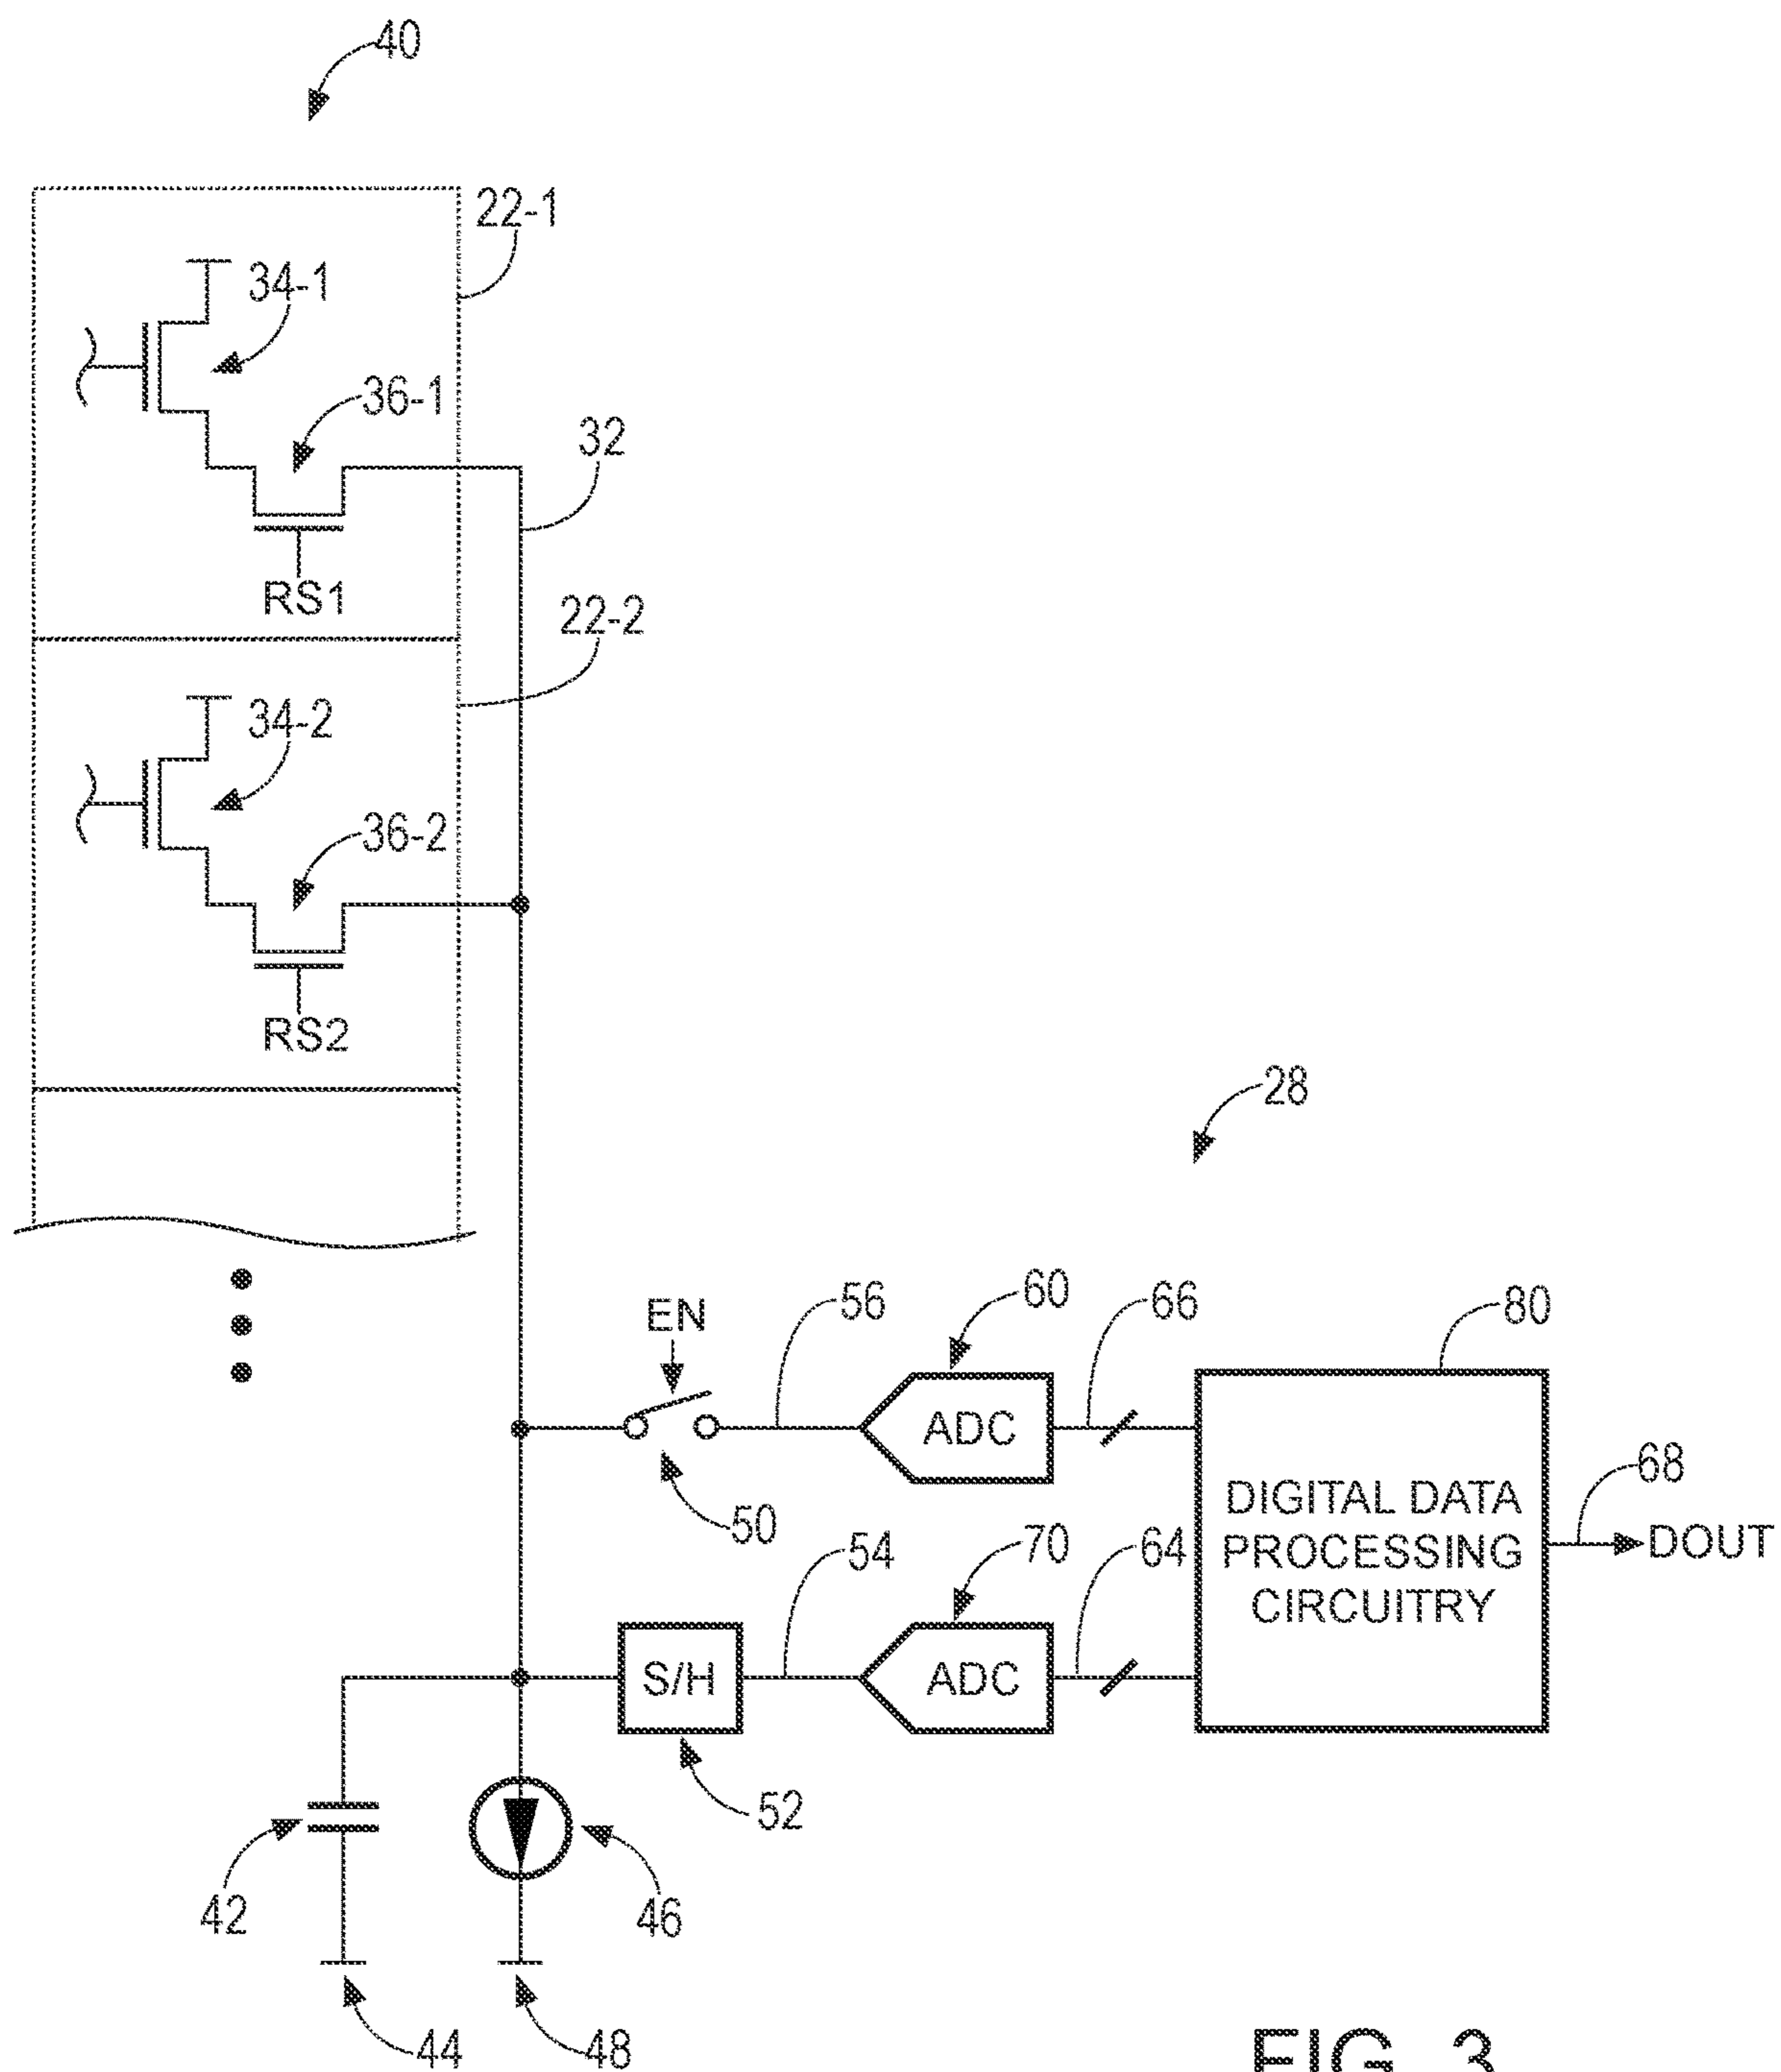 40
22-1
34-1
36-1
32
RS1
22-2
34-2
36-2
RS2
28
EN
56
60
66
80
ADC
50
DIGITAL DATA
PROCESSING
CIRCUITRY
68
DOUT
54
70
64
S/H
ADC
52
42
46
44
48
FIG. 3